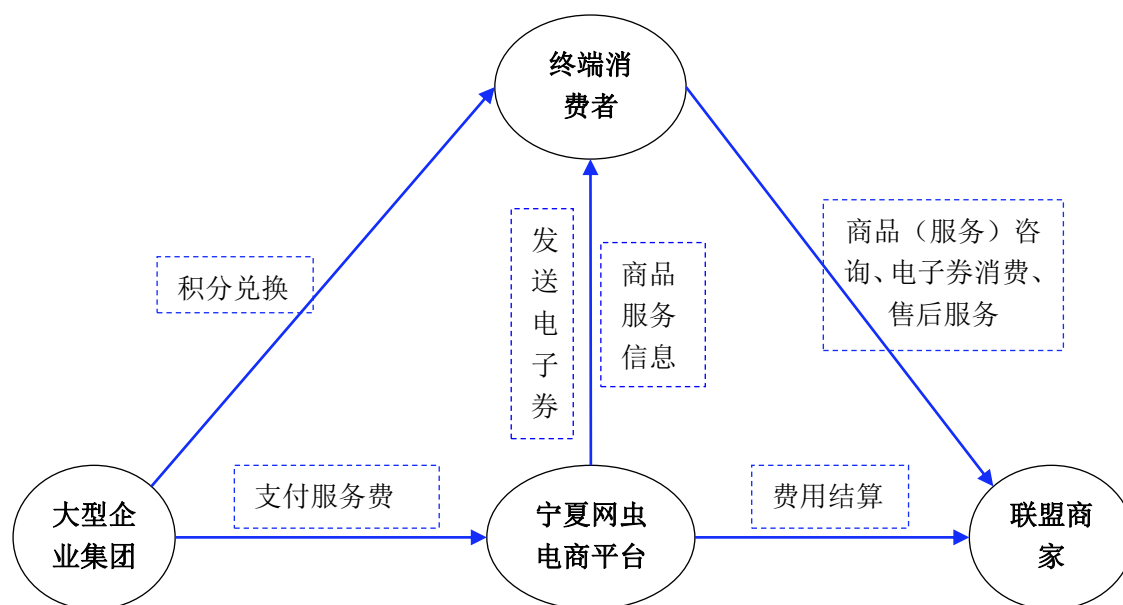 终端消
费者
商品（服务）咨
询、电子券消费、
售后服务
发
送
电
子
券
商品
服务
信息
积分兑换
支付服务费
费用结算
大型企
业集团
宁夏网虫
电商平台
联盟商
家